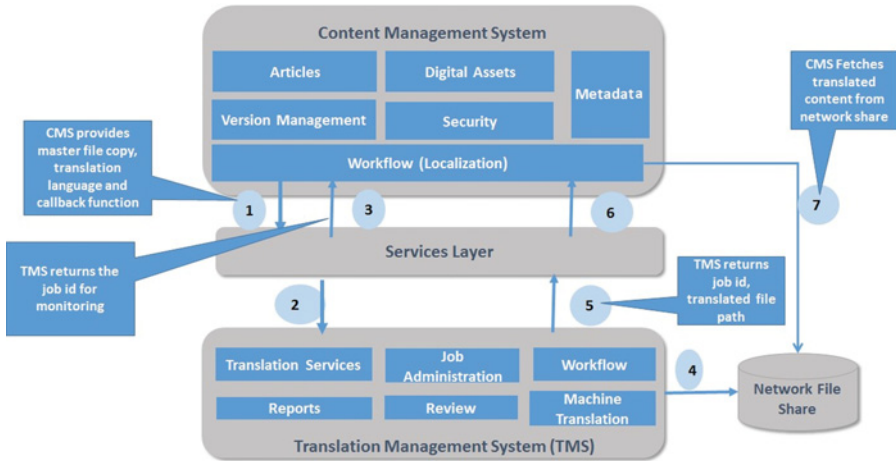 Content Management System
Articles
Digital Assets
Metadata
Version Management
Security
Workflow (Localization)
CMS provides
master file copy,
translation
language and
callback function
CMS Fetches
translated
content from
network share
1
3
6
7
TMS returns the
job id for
monitoring
Services Layer
2
5
TMS returns
job id,
translated file
path
Translation Services
Job
Administration
Workflow
4
Reports
Review
Machine
Translation
Network File
Share
Translation Management System (TMS)